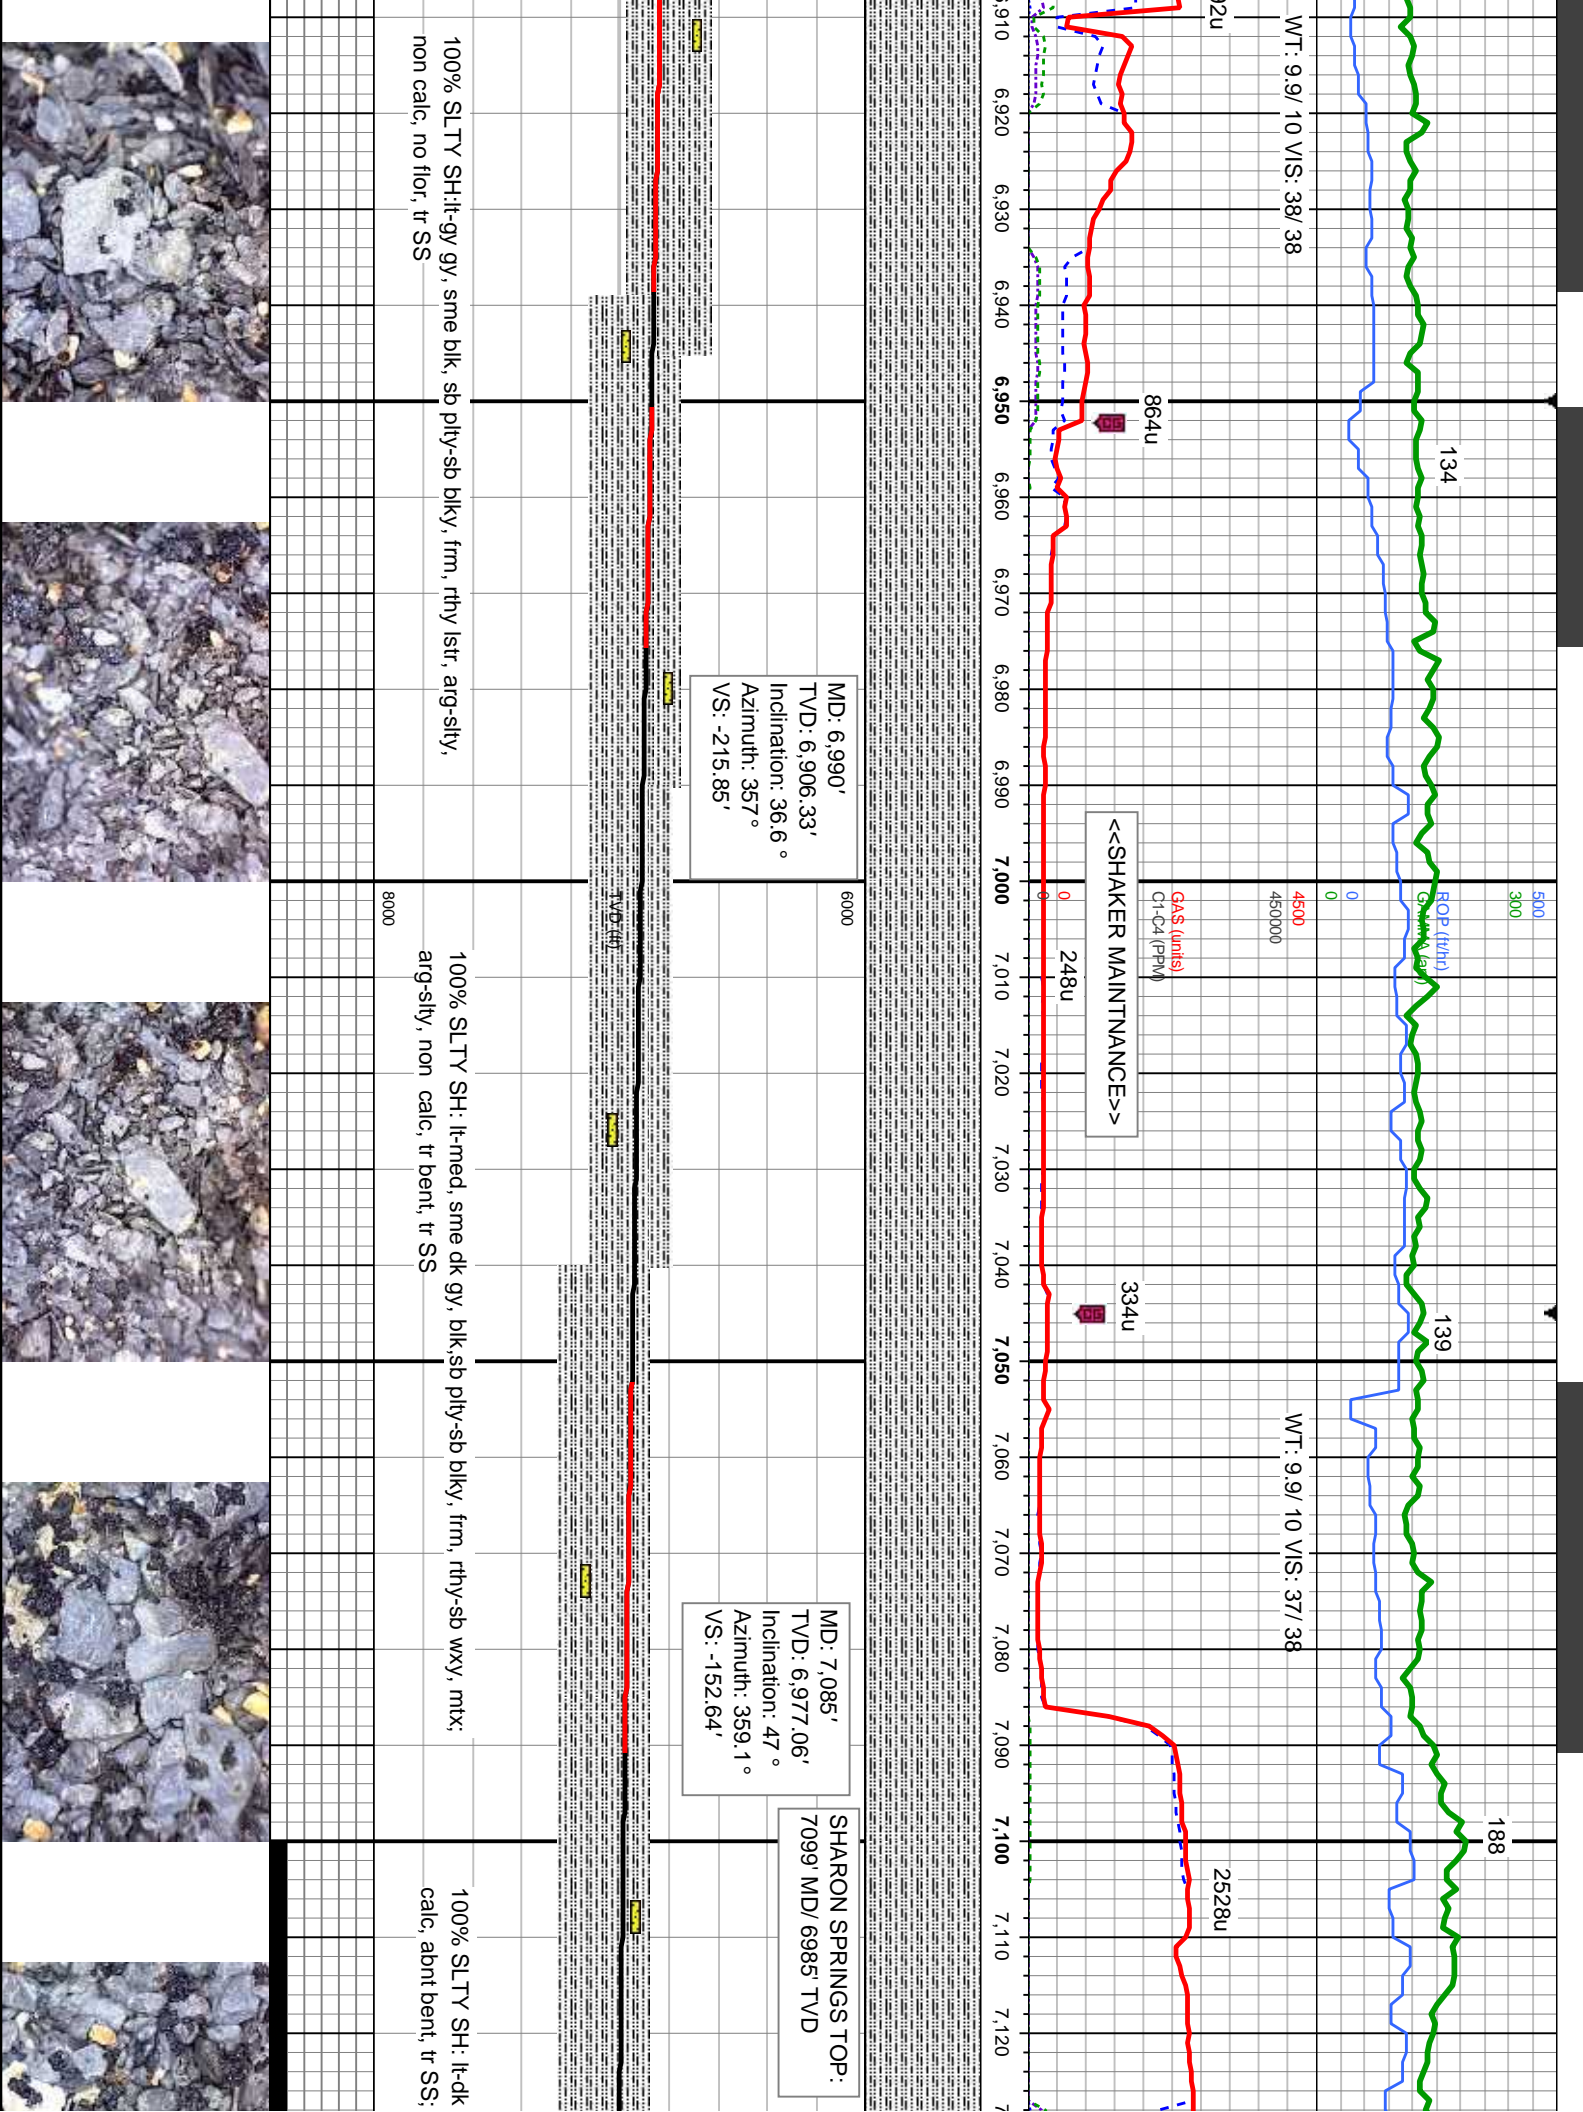 92u
WT: 9.9/ 10 VIS: 38/ 38
864u
134
<<SHAKER MAINTNANCE>>
248u
334u
139
WT: 9.9/ 10 VIS: 37/ 38
188
2528u
500
300
ROP (ft/hr)
0
0
4500
450000
GAS (units)
C1-C4 (PPM)
0
0
6,910
6,920
6,930
6,940
6,950
6,960
6,970
6,980
6,990
7,000
7,010
7,020
7,030
7,040
7,050
7,060
7,070
7,080
7,090
7,100
7,110
7,120
MD: 6,990'
TVD: 6,906.33'
Inclination: 36.6 °
Azimuth: 357°
VS: -215.85'
6000
TVD (ft)
8000
MD: 7,085'
TVD: 6,977.06'
Inclination: 47 °
Azimuth: 359.1°
VS: -152.64'
SHARON SPRINGS TOP:
7099' MD/ 6985' TVD
100% SLTY SH:lt-gy gy, sme blk, sb plty-sb blky, frm, rthy lstr, arg-slty,
non calc, no flor, tr SS
100% SLTY SH: lt-med, sme dk gy, blk,sb plty-sb blky, frm, rthy-sb wxy, mtx;
arg-slty, non calc, tr bent, tr SS
100% SLTY SH: lt-dk
calc, abnt bent, tr SS;